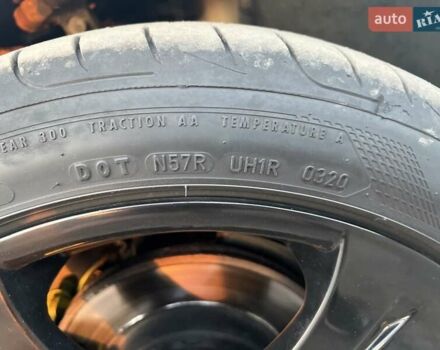 auto RIA
EAR 300 TRACTION AA TEMPERATURE A
DOT N57R UH1R 0320